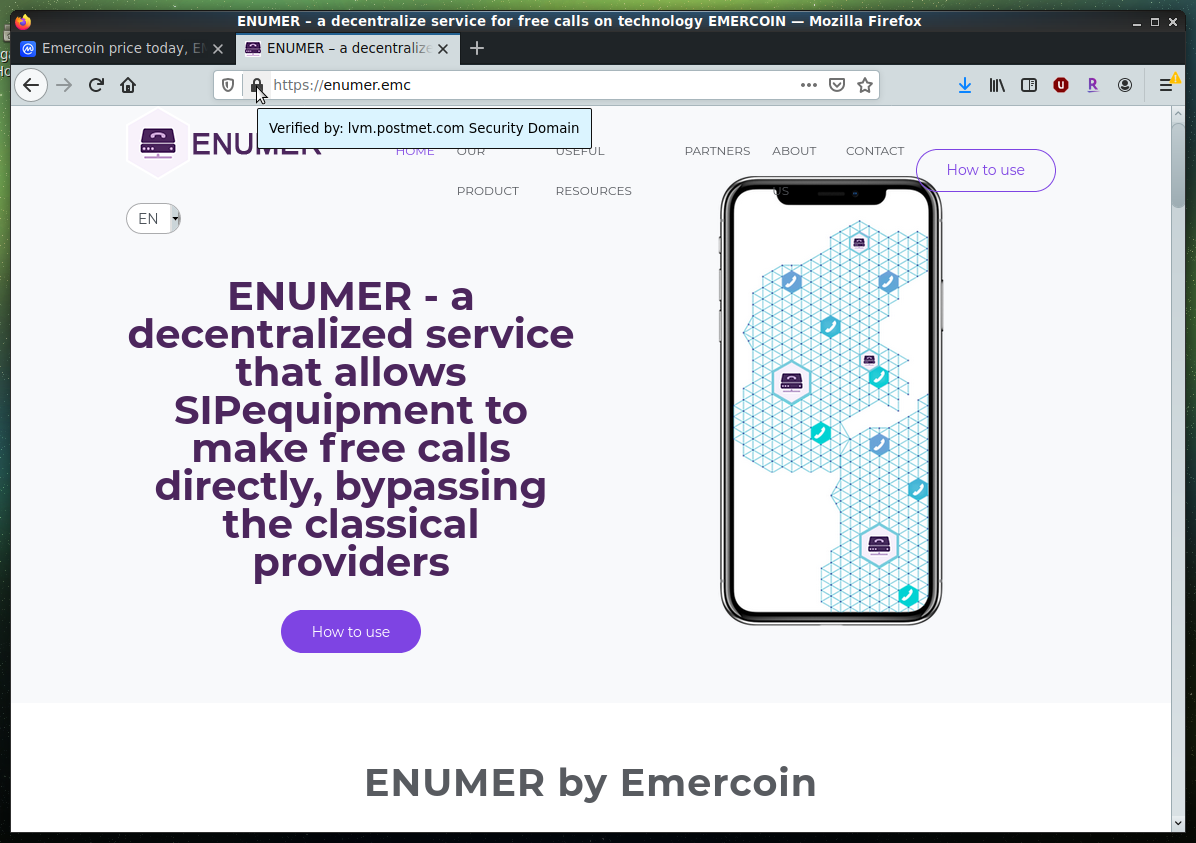 ENUMER – a decentralize service for free calls on technology EMERCOIN — Mozilla Firefox
Emercoin price today, E
ENUMER – a decentralize
https://enumer.emc
Verified by: lvm.postmet.com Security Domain
ENUMER
HOME
OUR PRODUCT
USEFUL RESOURCES
PARTNERS
ABOUT US
CONTACT
How to use
EN
ENUMER - a
decentralized service
that allows
SIPequipment to
make free calls
directly, bypassing
the classical
providers
How to use
ENUMER by Emercoin